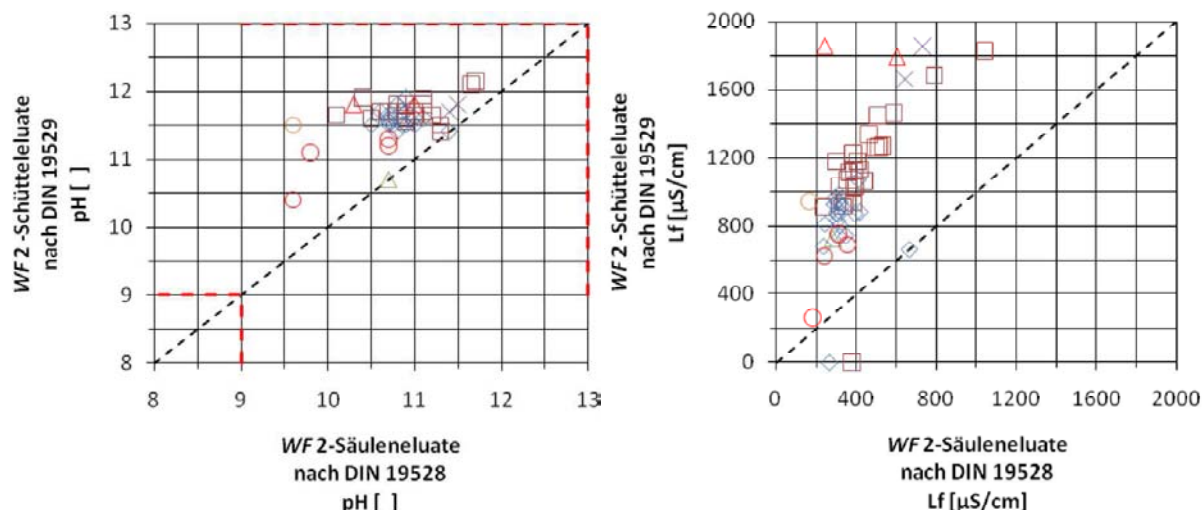 13
12
11
10
9
8
WF 2 -Schütteleluate
nach DIN 19529
pH [ ]
8
9
10
11
12
13
WF 2-Säuleneluate
nach DIN 19528
pH [ ]
2000
1600
1200
800
400
0
WF 2 -Schütteleluate
nach DIN 19529
Lf [µS/cm]
0
400
800
1200
1600
2000
WF 2-Säuleneluate
nach DIN 19528
Lf [µS/cm]